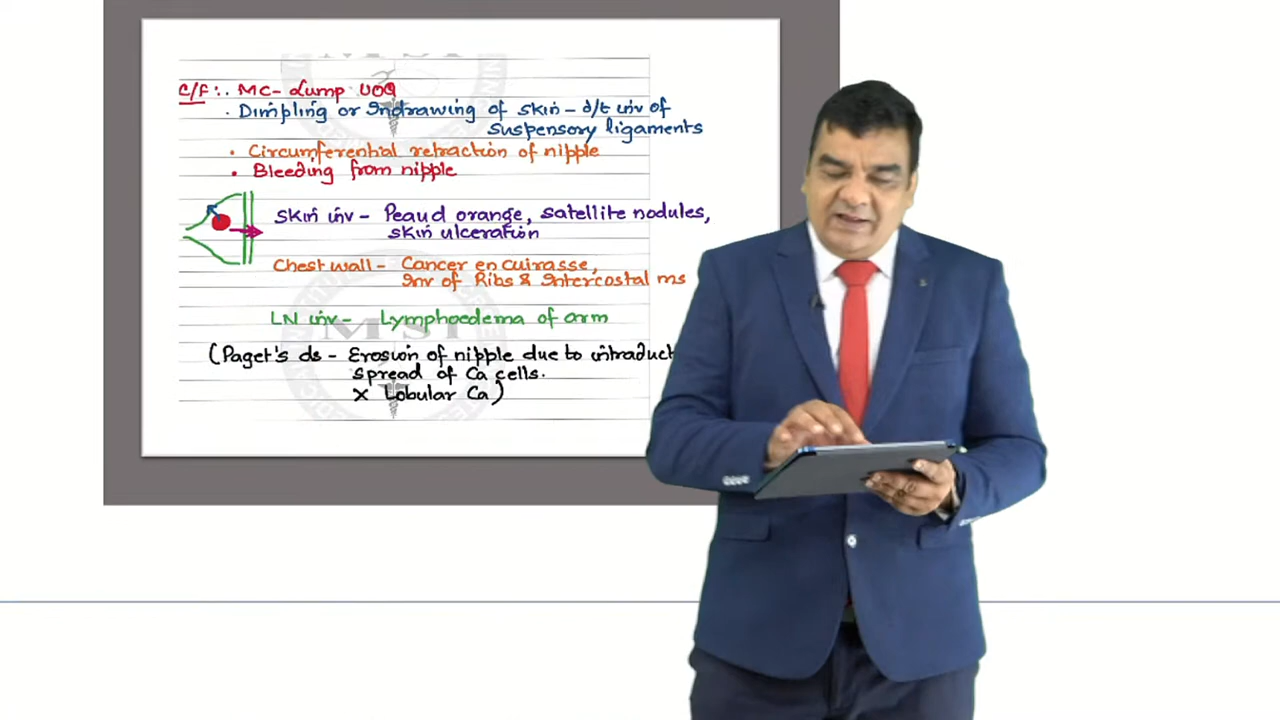 C/F :. MC - Lump UOQ
· Dimpling or Indrawing of skin - d/t inv of
suspensory ligaments
· Circumferential retraction of nipple
· Bleeding from nipple
Skin inv - Peaud orange, satellite nodules,
skin ulceration
Chest wall - Cancer en cuirasse,
Inv of Ribs & Intercostal ms
LN inv - Lymphoedema of arm
(Paget's ds - Erosion of nipple due to intraduct
spread of Ca cells.
x Lobular Ca)
MSI